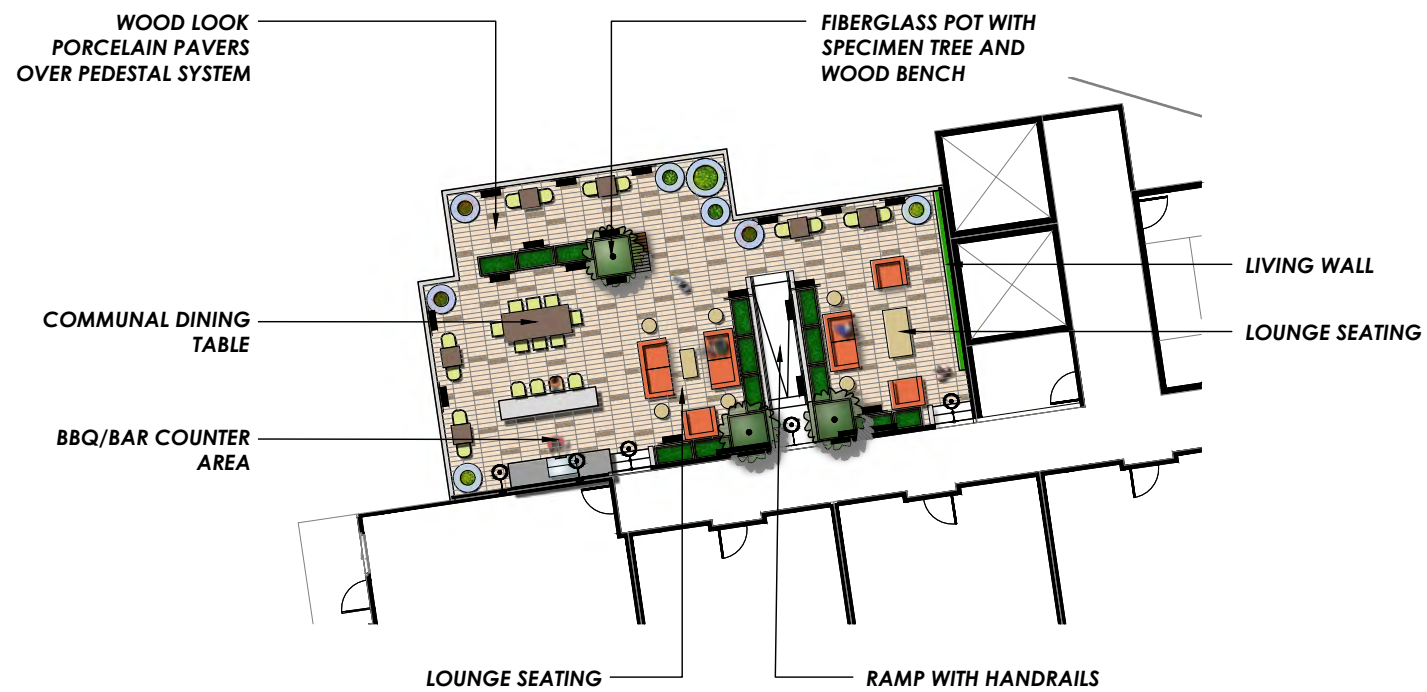 WOOD LOOK
PORCELAIN PAVERS
OVER PEDESTAL SYSTEM
FIBERGLASS POT WITH
SPECIMEN TREE AND
WOOD BENCH
LIVING WALL
COMMUNAL DINING
TABLE
LOUNGE SEATING
BBQ/BAR COUNTER
AREA
LOUNGE SEATING
RAMP WITH HANDRAILS